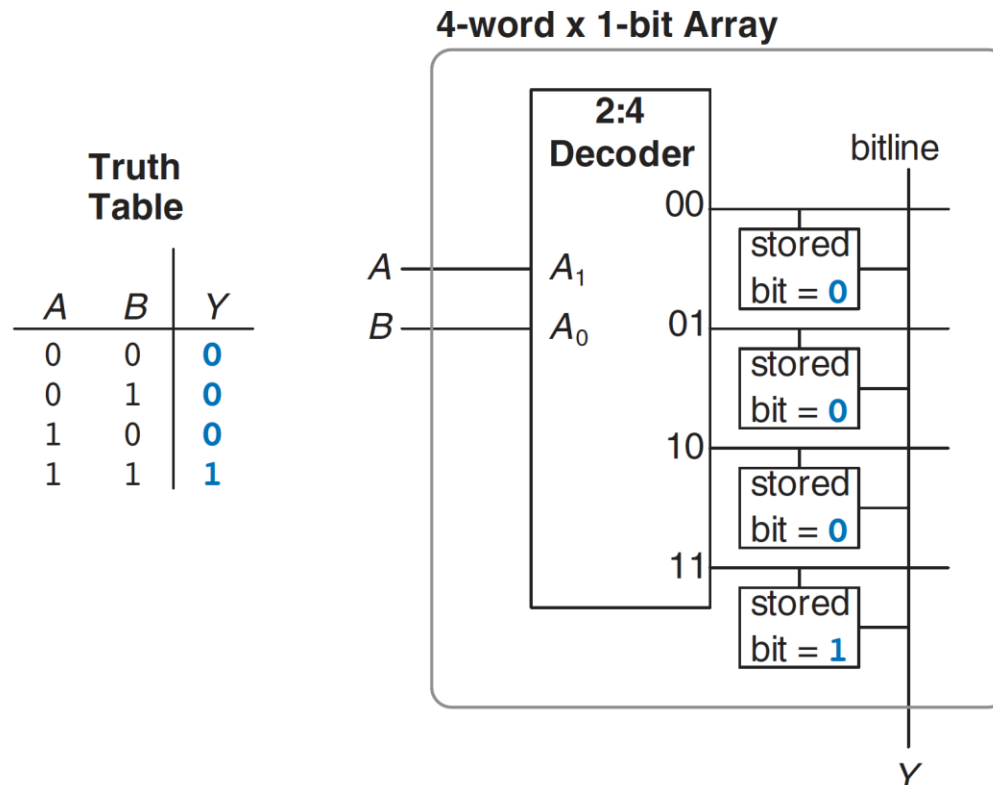 4-word x 1-bit Array
Truth
Table
A B Y
0 0 0
0 1 0
1 0 0
1 1 1
2:4
Decoder
bitline
00
stored
bit = 0
A A1
01
B A0
stored
bit = 0
10
stored
bit = 0
11
stored
bit = 1
Y